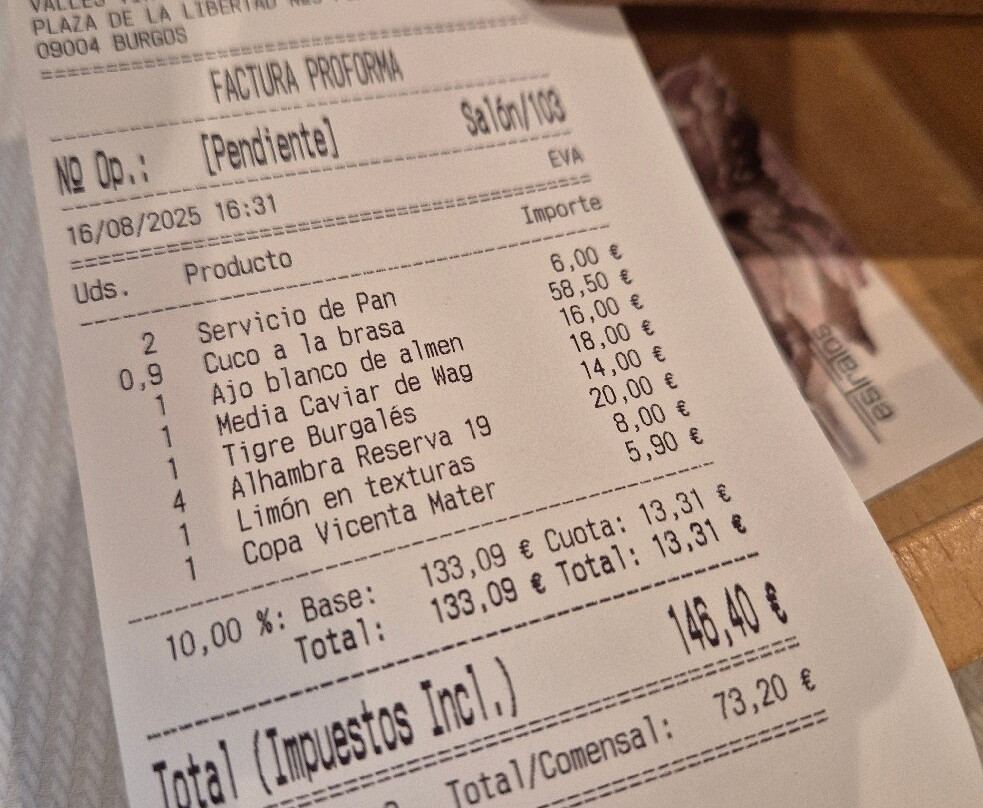 PLAZA DE LA LIBERTAD
09004 BURGOS
FACTURA PROFORMA
Nº Op.: [Pendiente] Salón/103
16/08/2025 16:31 EVA
Uds. Producto Importe
2 Servicio de Pan 6,00 €
0,9 Cuco a la brasa 58,50 €
1 Ajo blanco de almen 16,00 €
1 Media Caviar de Wag 18,00 €
1 Tigre Burgalés 14,00 €
4 Alhambra Reserva 19 20,00 €
1 Limón en texturas 8,00 €
1 Copa Vicenta Mater 5,90 €
10,00 %: Base: 133,09 € Cuota: 13,31 €
Total: 133,09 € Total: 13,31 €
Total (Impuestos Incl.) 146,40 €
Total/Comensal: 73,20 €